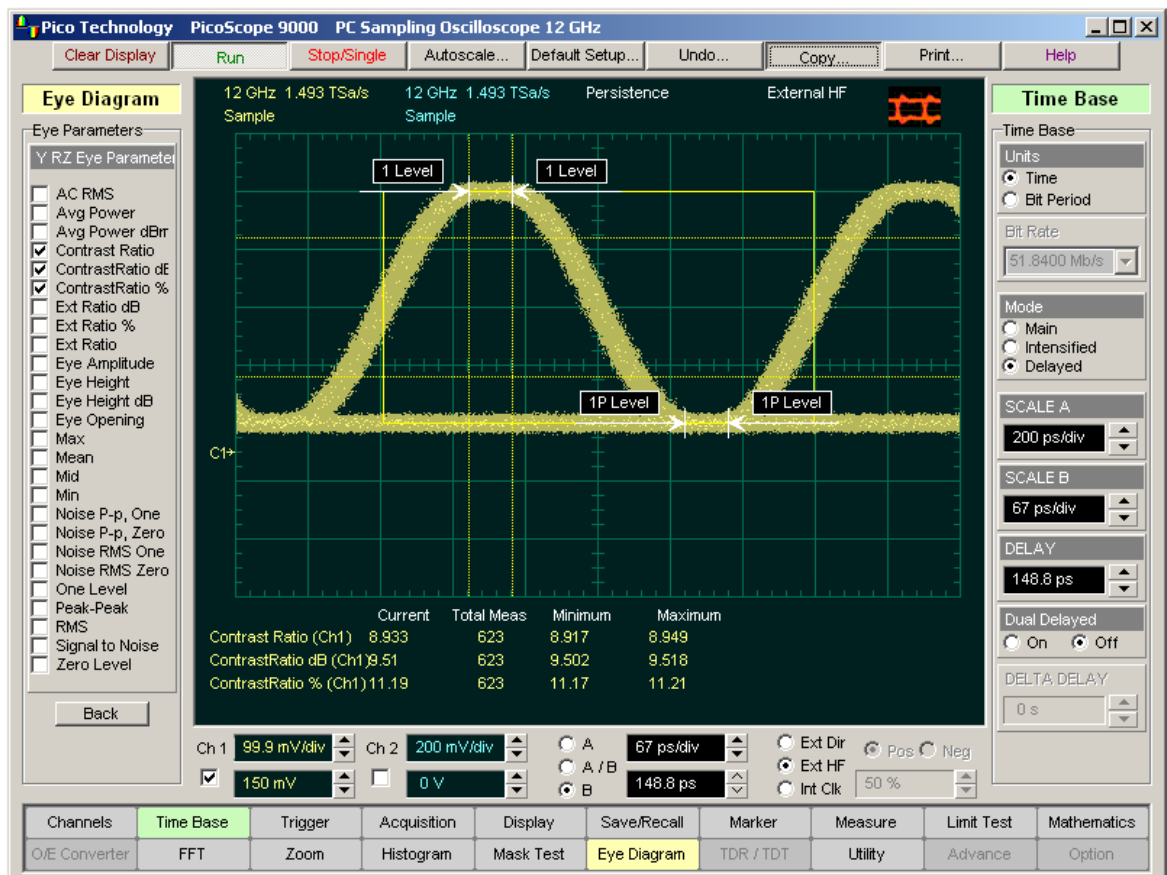 Pico Technology PicoScope 9000 PC Sampling Oscilloscope 12 GHz
Clear Display Run Stop/Single Autoscale... Default Setup... Undo... Copy... Print... Help
Eye Diagram
Eye Parameters
Y RZ Eye Parameter
AC RMS
Avg Power
Avg Power dBm
Contrast Ratio
ContrastRatio dE
ContrastRatio %
Ext Ratio dB
Ext Ratio %
Ext Ratio
Eye Amplitude
Eye Height
Eye Height dB
Eye Opening
Max
Mean
Mid
Min
Noise P-p, One
Noise P-p, Zero
Noise RMS One
Noise RMS Zero
One Level
Peak-Peak
RMS
Signal to Noise
Zero Level
Back
12 GHz 1.493 TSa/s 12 GHz 1.493 TSa/s Persistence External HF
Sample Sample
1 Level 1 Level
1P Level 1P Level
C1
Current Total Meas Minimum Maximum
Contrast Ratio (Ch1) 8.933 623 8.917 8.949
ContrastRatio dB (Ch1) 9.51 623 9.502 9.518
ContrastRatio % (Ch1) 11.19 623 11.17 11.21
Time Base
Time Base
Units
Time
Bit Period
Bit Rate
51.8400 Mb/s
Mode
Main
Intensified
Delayed
SCALE A
200 ps/div
SCALE B
67 ps/div
DELAY
148.8 ps
Dual Delayed
On Off
DELTA DELAY
0 s
Ch 1 99.9 mV/div Ch 2 200 mV/div A 67 ps/div Ext Dir Pos Neg
A / B Ext HF
150 mV 0 V B 148.8 ps Int Clk 50 %
Channels Time Base Trigger Acquisition Display Save/Recall Marker Measure Limit Test Mathematics
O/E Converter FFT Zoom Histogram Mask Test Eye Diagram TDR / TDT Utility Advance Option